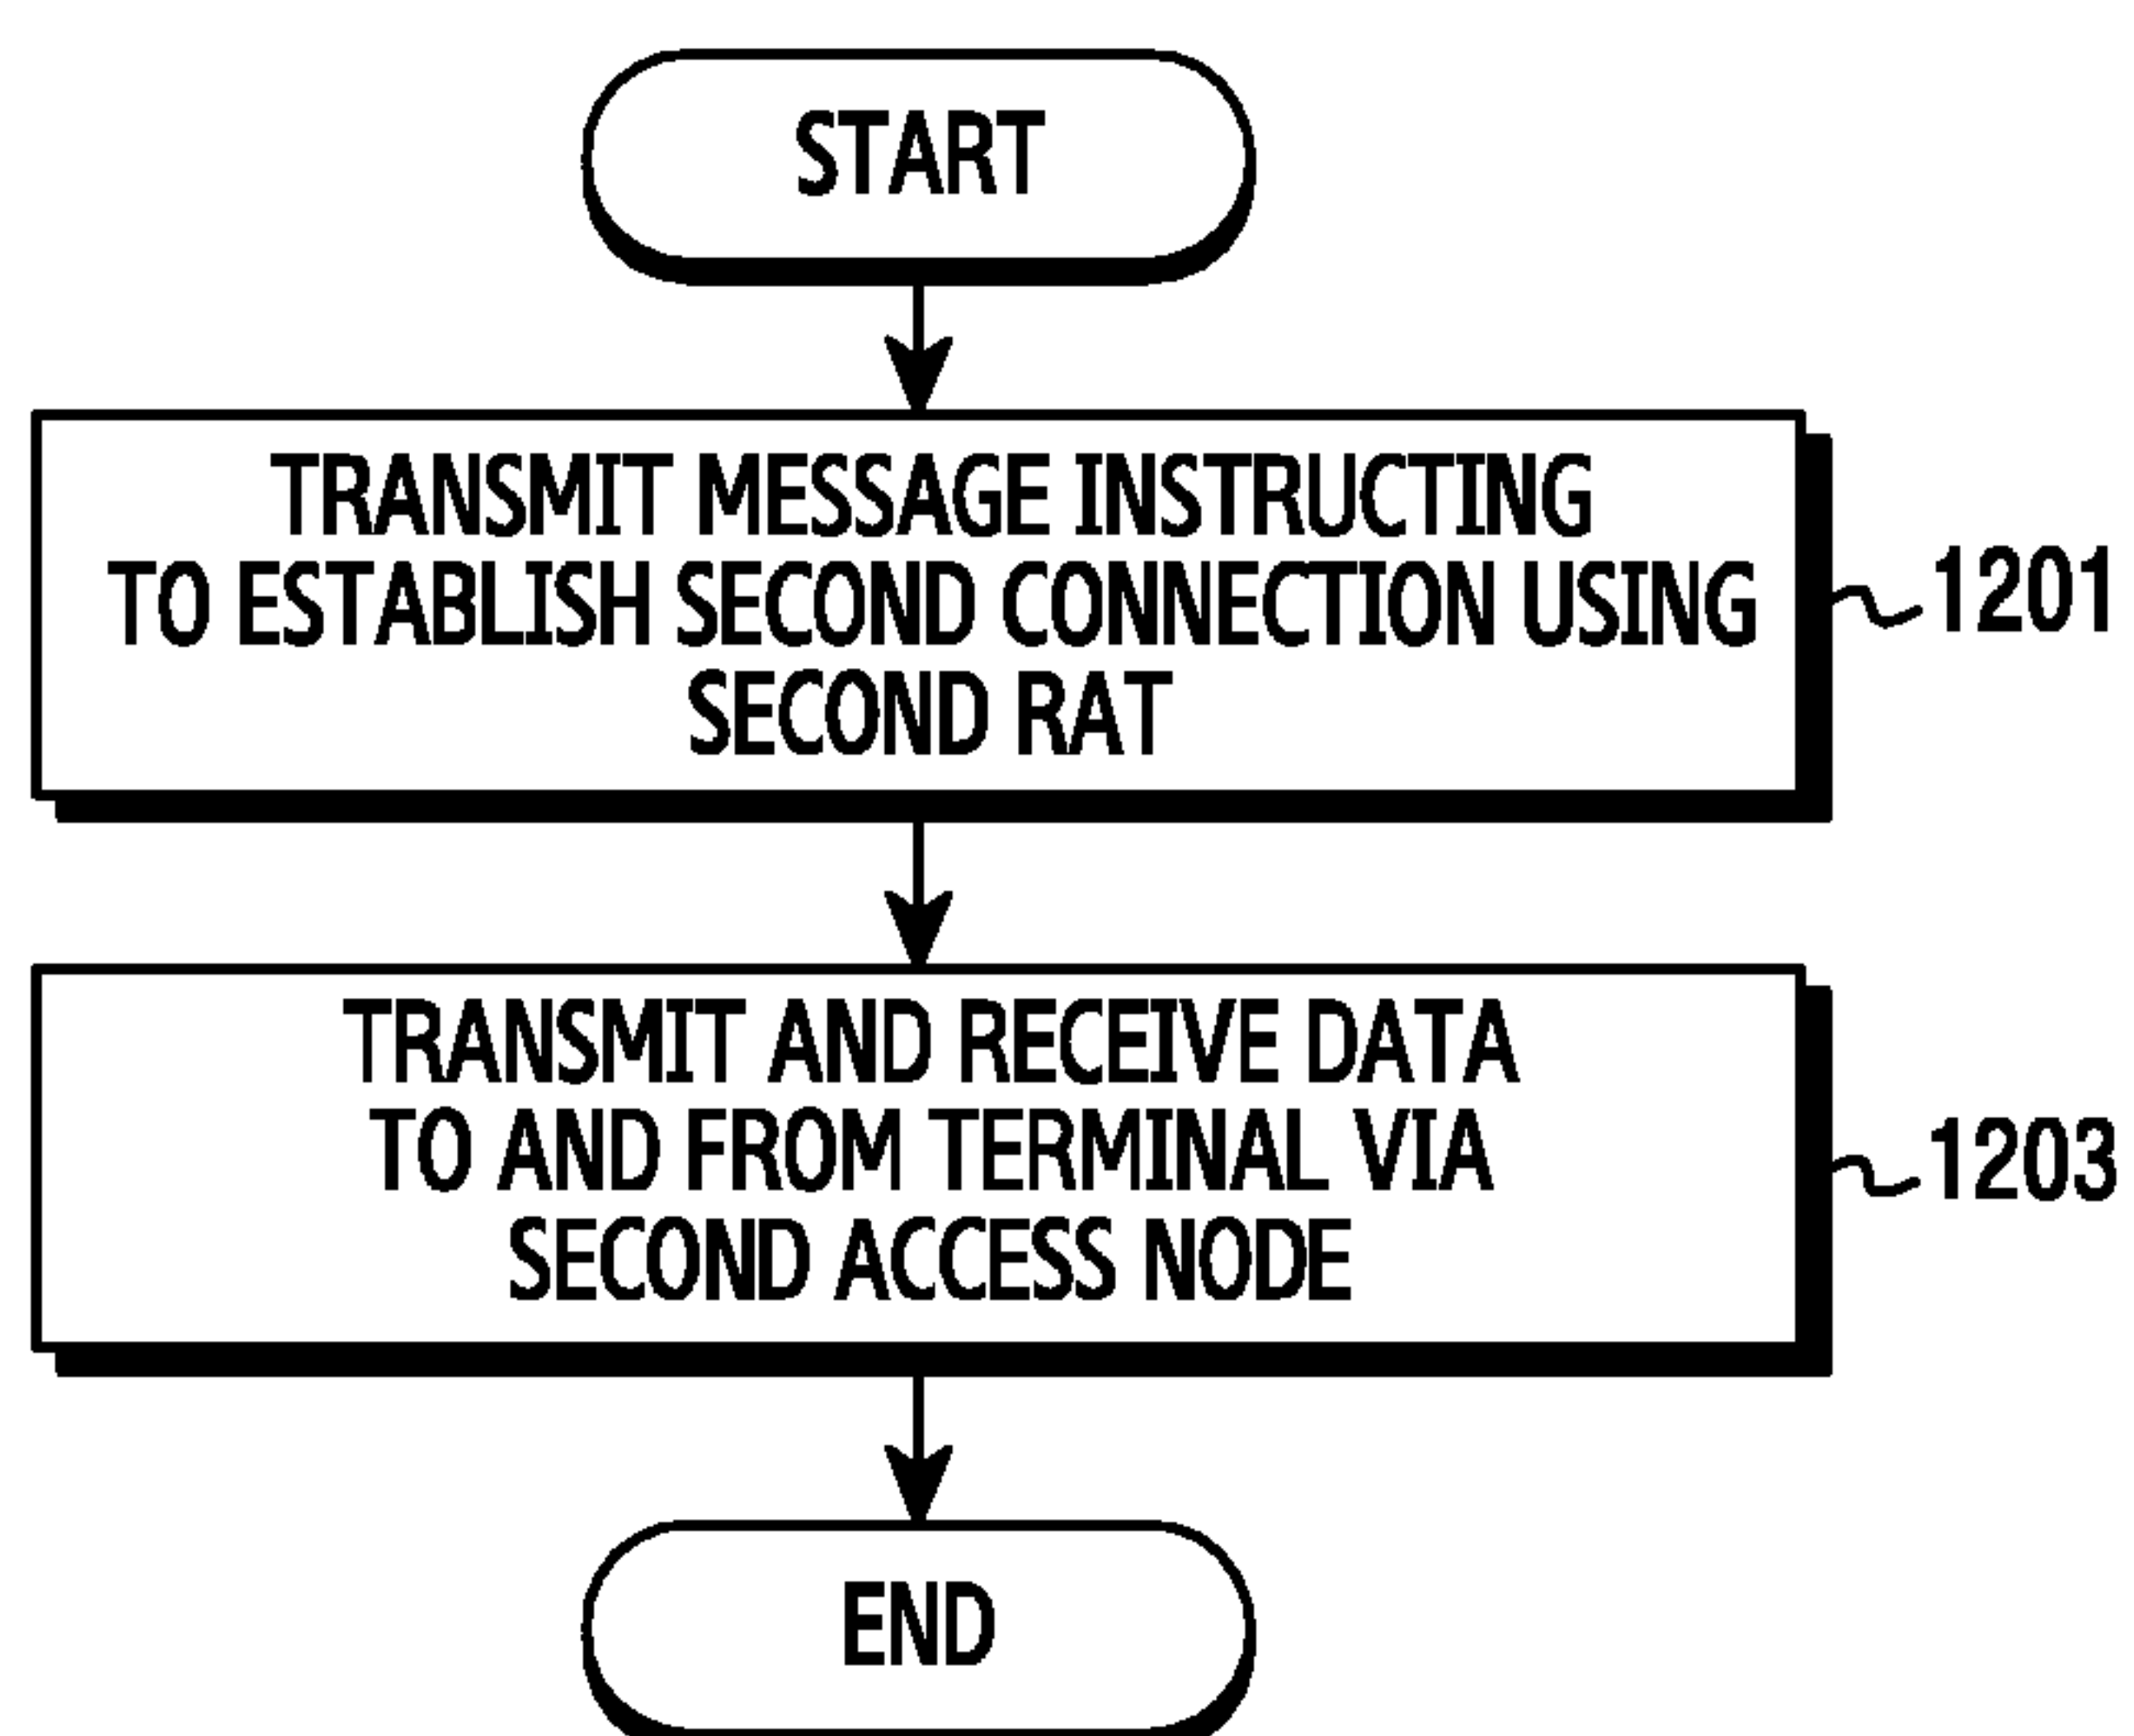 START
TRANSMIT MESSAGE INSTRUCTING
TO ESTABLISH SECOND CONNECTION USING
SECOND RAT
1201
TRANSMIT AND RECEIVE DATA
TO AND FROM TERMINAL VIA
SECOND ACCESS NODE
1203
END